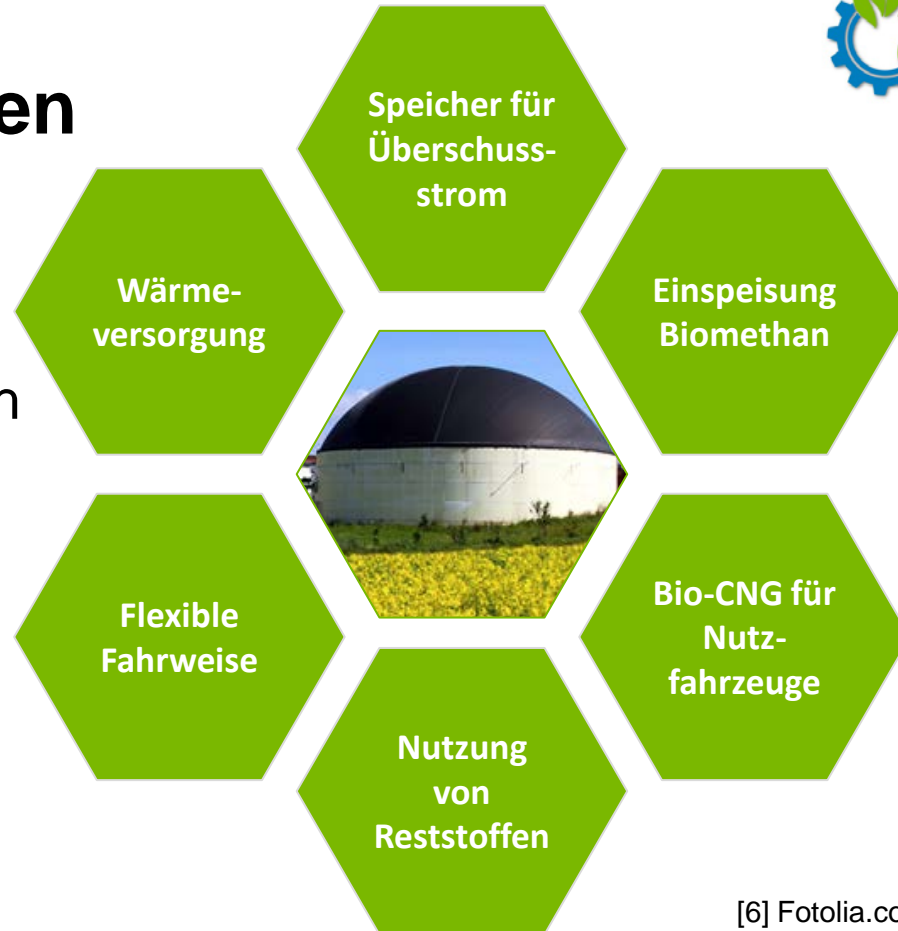 en
Speicher für
Überschuss-
strom
Wärme-
versorgung
Einspeisung
Biomethan
n
Flexible
Fahrweise
Bio-CNG für
Nutz-
fahrzeuge
Nutzung
von
Reststoffen
[6] Fotolia.co